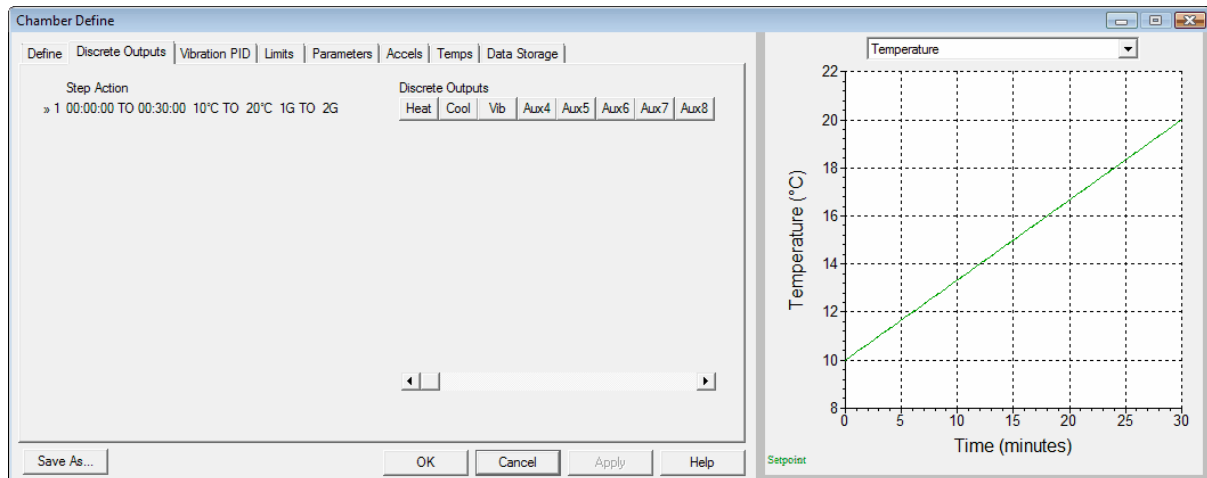 Chamber Define
Define Discrete Outputs Vibration PID Limits Parameters Accels Temps Data Storage
Step Action
» 1 00:00:00 TO 00:30:00 10°C TO 20°C 1G TO 2G
Discrete Outputs
Heat Cool Vib Aux4 Aux5 Aux6 Aux7 Aux8
Save As... OK Cancel Apply Help
Temperature
22
20
18
16
14
12
10
8
Temperature (°C)
0 5 10 15 20 25 30
Time (minutes)
Setpoint